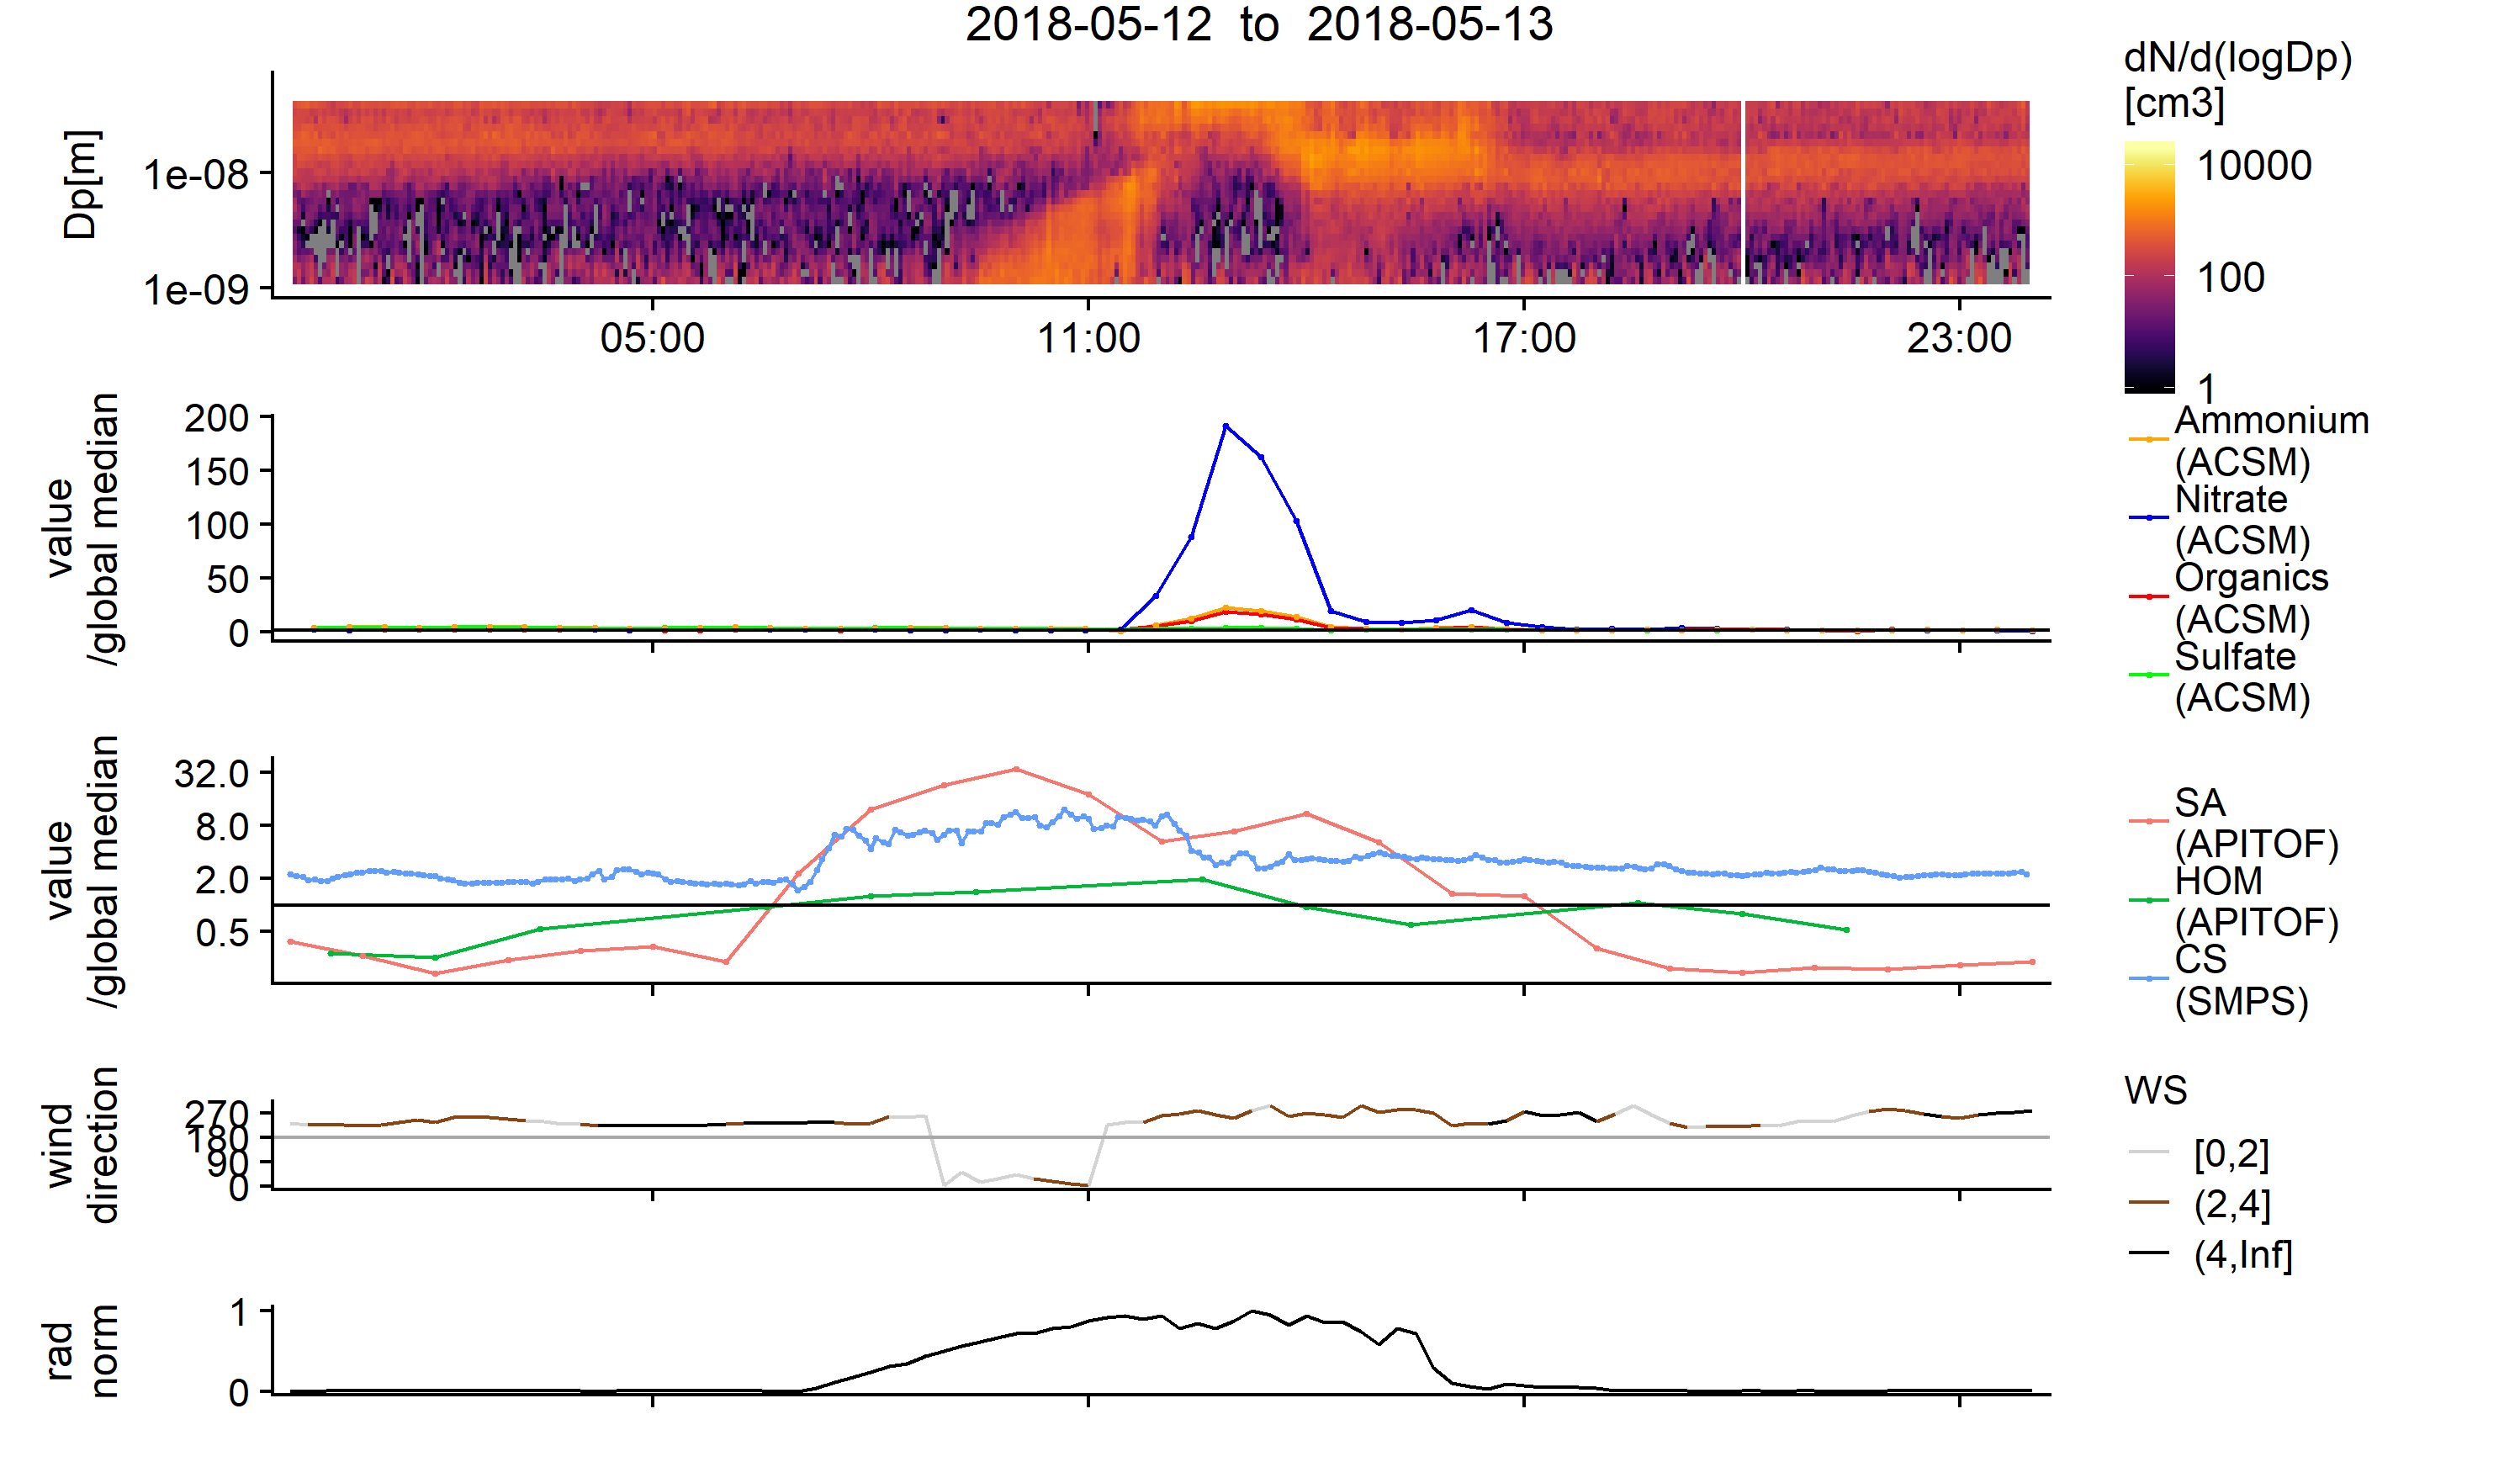 2018-05-12 to 2018-05-13
Dp[m]
1e-08
1e-09
05:00
11:00
17:00
23:00
dN/d(logDp)
[cm3]
10000
100
1
value
/global median
200
150
100
50
0
Ammonium
(ACSM)
Nitrate
(ACSM)
Organics
(ACSM)
Sulfate
(ACSM)
value
/global median
32.0
8.0
2.0
0.5
SA
(APITOF)
HOM
(APITOF)
CS
(SMPS)
wind
direction
270
180
90
0
WS
[0,2]
(2,4]
(4,Inf]
rad
norm
1
0